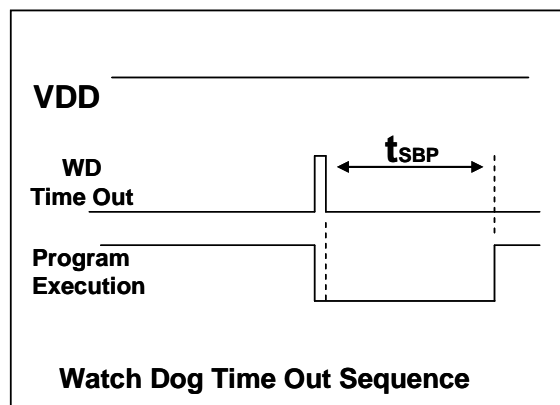 VDD
tSBP
WD
Time Out
Program
Execution
Watch Dog Time Out Sequence